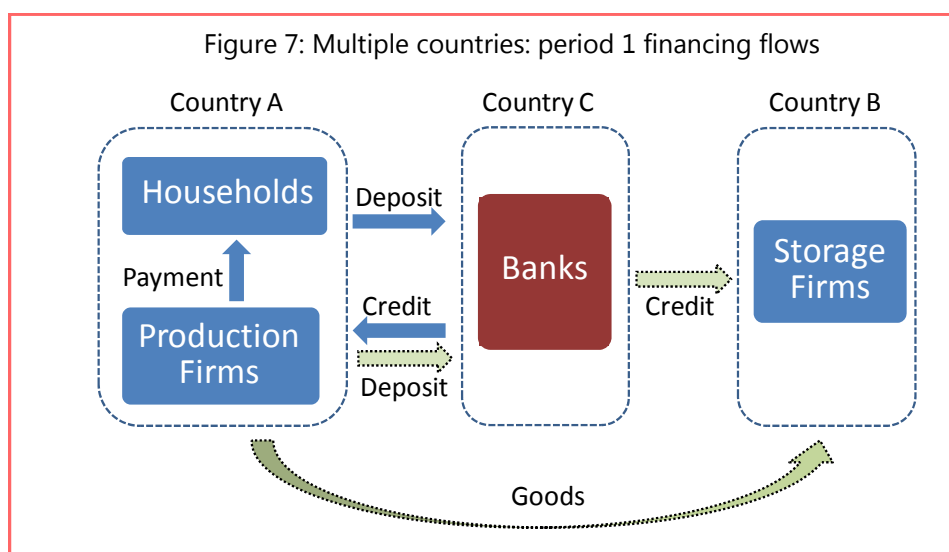 Figure 7: Multiple countries: period 1 financing flows
Country A
Country C
Country B
Households
Deposit
Payment
Banks
Storage
Firms
Credit
Credit
Production
Firms
Deposit
Goods